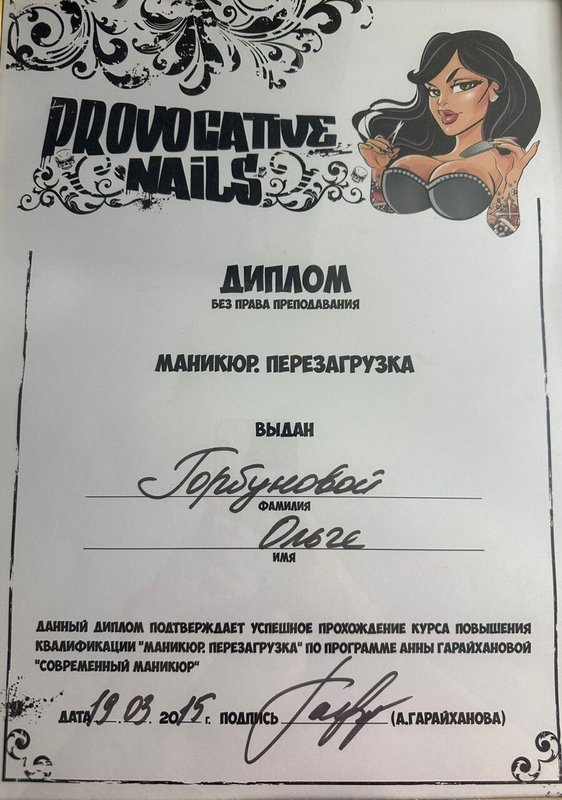 PROVOCATIVE
NAILS
ДИПЛОМ
БЕЗ ПРАВА ПРЕПОДАВАНИЯ
МАНИКЮР. ПЕРЕЗАГРУЗКА
ВЫДАН
Горбуновой
ФАМИЛИЯ
Ольге
ИМЯ
ДАННЫЙ ДИПЛОМ ПОДТВЕРЖДАЕТ УСПЕШНОЕ ПРОХОЖДЕНИЕ КУРСА ПОВЫШЕНИЯ
КВАЛИФИКАЦИИ "МАНИКЮР. ПЕРЕЗАГРУЗКА" ПО ПРОГРАММЕ АННЫ ГАРАЙХАНОВОЙ
"СОВРЕМЕННЫЙ МАНИКЮР"
ДАТА 19.03.2015г. ПОДПИСЬ (А.ГАРАЙХАНОВА)